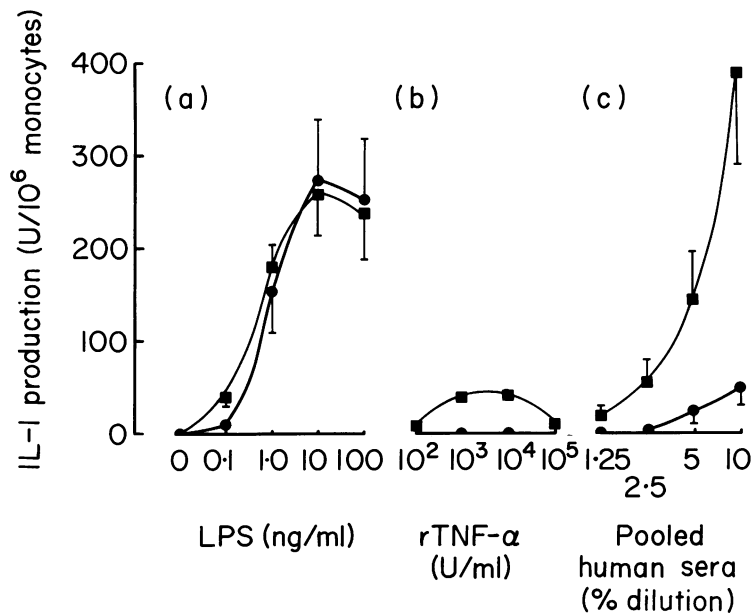 IL-1 production (U/10⁶ monocytes)
400
300
200
100
0
(a)
(b)
(c)
0 0·1 1·0 10 100
10² 10³ 10⁴ 10⁵
1·25 5 10
2.5
LPS (ng/ml)
rTNF-α
(U/ml)
Pooled
human sera
(% dilution)